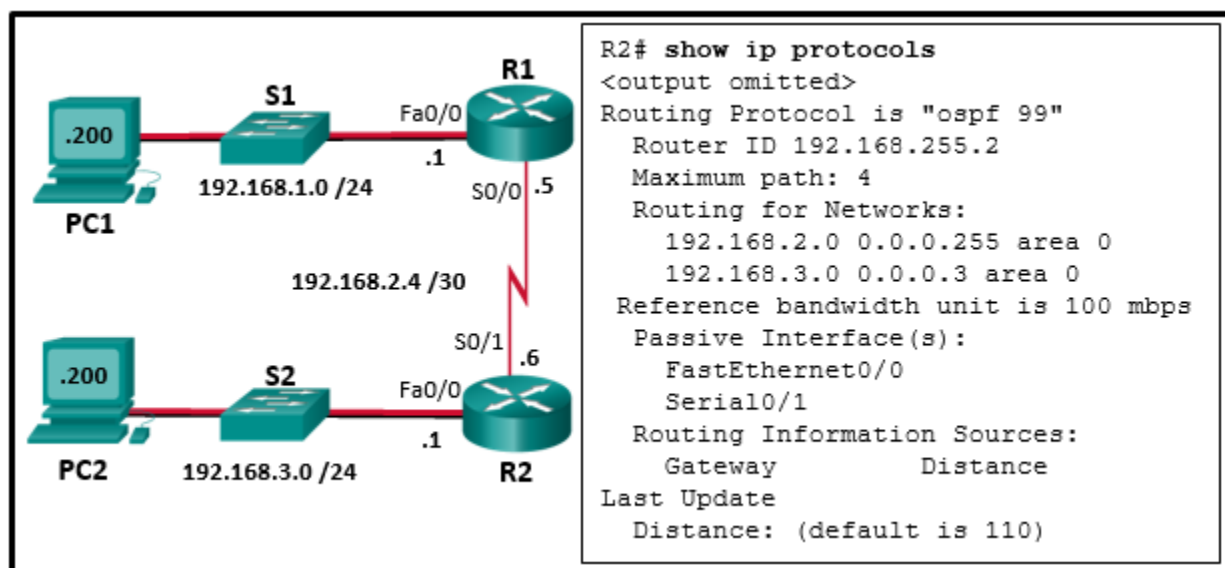 R1
S1
Fa0/0
.200
.1
192.168.1.0 /24
S0/0
.5
PC1
192.168.2.4 /30
S0/1
.6
S2
Fa0/0
.200
.1
192.168.3.0 /24
PC2
R2
R2# show ip protocols
<output omitted>
Routing Protocol is "ospf 99"
Router ID 192.168.255.2
Maximum path: 4
Routing for Networks:
192.168.2.0 0.0.0.255 area 0
192.168.3.0 0.0.0.3 area 0
Reference bandwidth unit is 100 mbps
Passive Interface(s):
FastEthernet0/0
Serial0/1
Routing Information Sources:
Gateway Distance
Last Update
Distance: (default is 110)